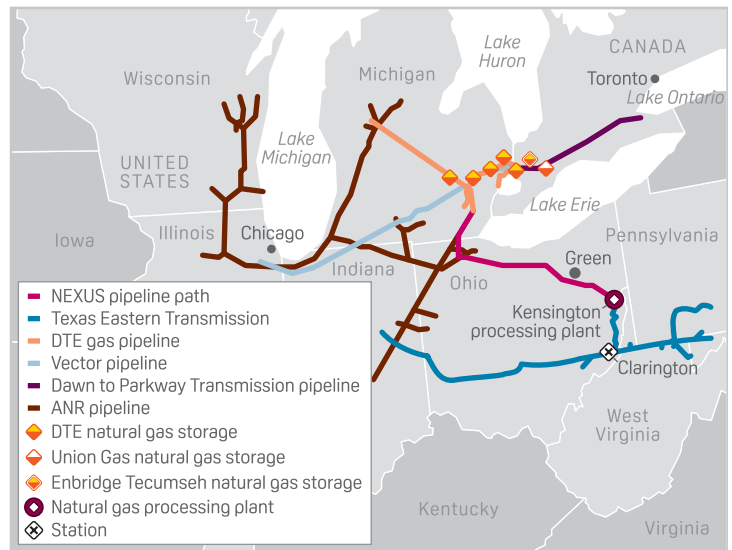 Lake
Huron
CANADA
Wisconsin
Michigan
Toronto
Lake Ontario
Lake
Michigan
UNITED
STATES
Lake Erie
Iowa
Illinois
Chicago
Pennsylvania
Indiana
Ohio
Green
NEXUS pipeline path
Texas Eastern Transmission
DTE gas pipeline
Vector pipeline
Dawn to Parkway Transmission pipeline
ANR pipeline
DTE natural gas storage
Union Gas natural gas storage
Enbridge Tecumseh natural gas storage
Natural gas processing plant
Station
Kensington
processing plant
Clarington
West
Virginia
Kentucky
Virginia